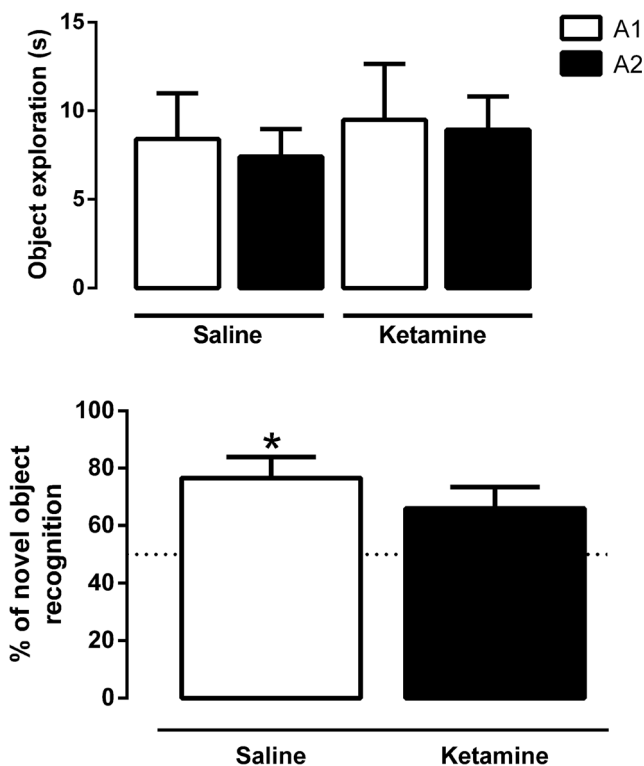 15
10
5
0
Object exploration (s)
A1
A2
Saline
Ketamine
100
80
60
40
20
0
% of novel object
recognition
*
Saline
Ketamine